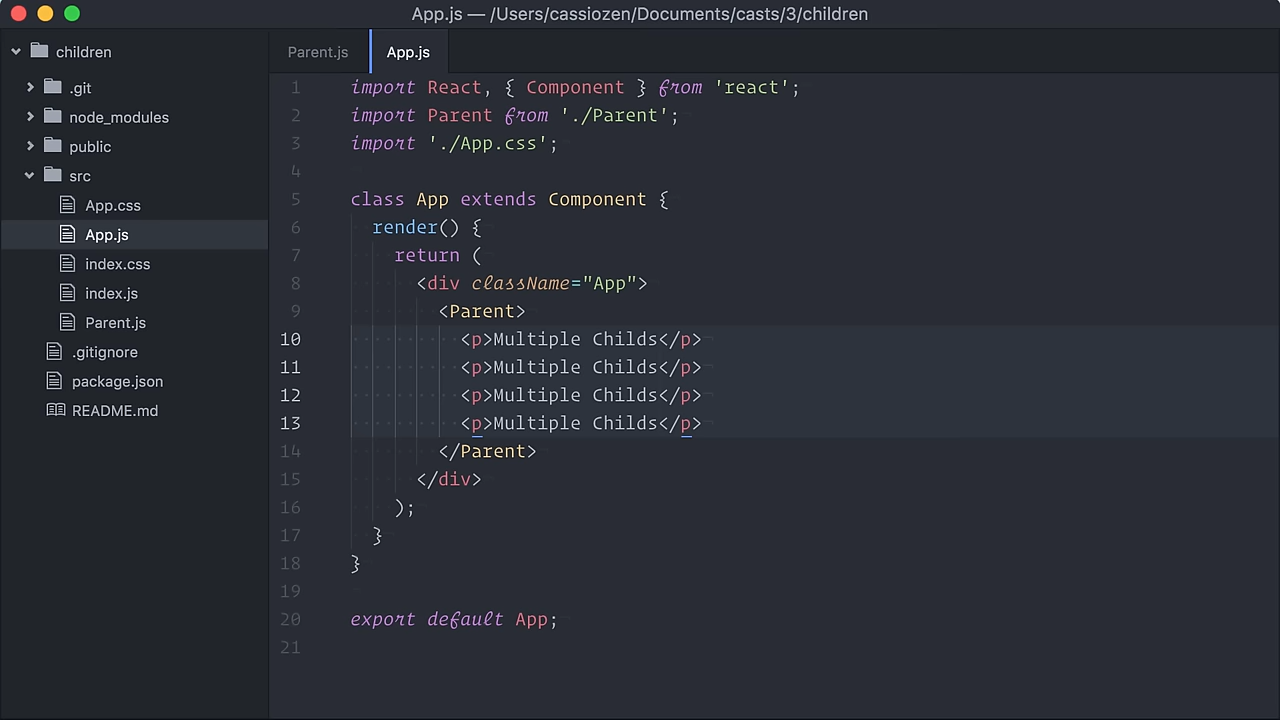 App.js — /Users/cassiozen/Documents/casts/3/children
children
.git
node_modules
public
src
App.css
App.js
index.css
index.js
Parent.js
.gitignore
package.json
README.md
Parent.js
App.js
1 import React, { Component } from 'react';
2 import Parent from './Parent';
3 import './App.css';
4
5 class App extends Component {
6 render() {
7 return (
8 <div className="App">
9 <Parent>
10 <p>Multiple Childs</p>
11 <p>Multiple Childs</p>
12 <p>Multiple Childs</p>
13 <p>Multiple Childs</p>
14 </Parent>
15 </div>
16 );
17 }
18 }
19
20 export default App;
21